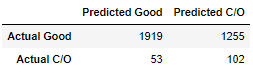 Predicted Good Predicted C/O
Actual Good 1919 1255
Actual C/O 53 102